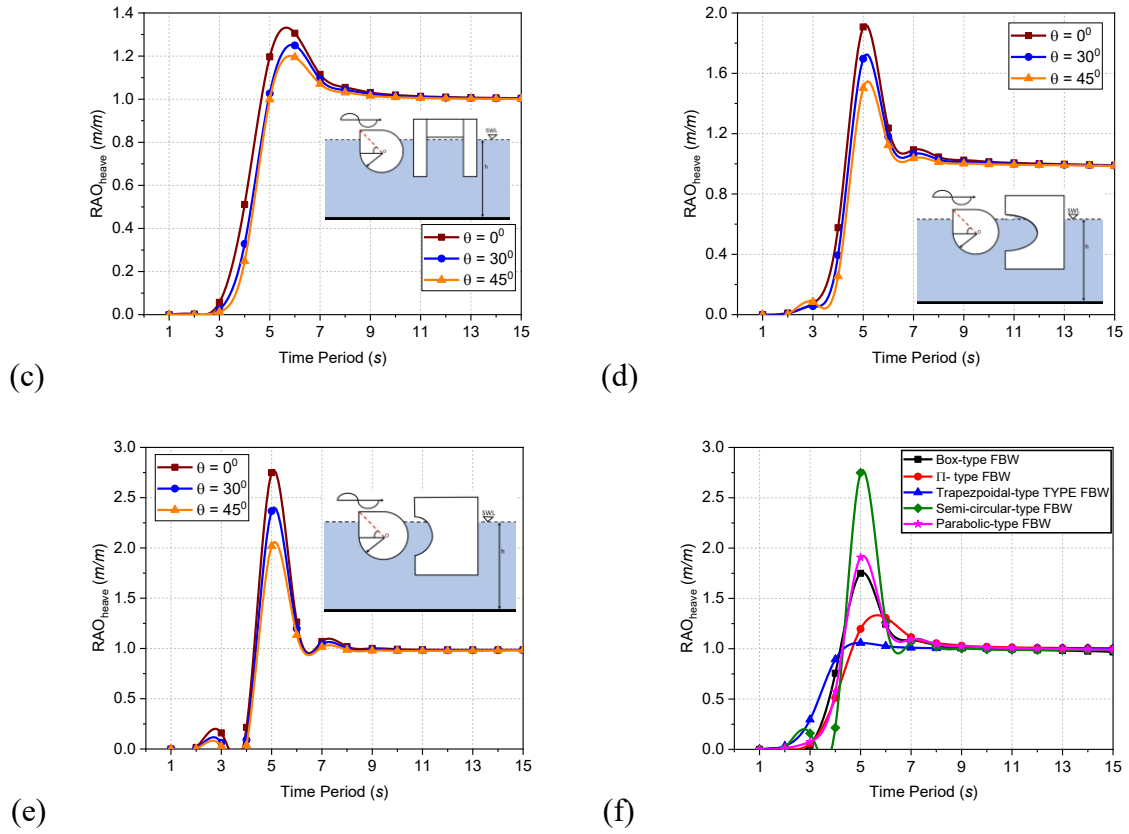 1.4
1.2
1.0
0.8
0.6
0.4
0.2
0.0
RAOheave (m/m)
θ = 0⁰
θ = 30⁰
θ = 45⁰
SWL
h
o
1 3 5 7 9 11 13 15
Time Period (s)
(c)
2.0
1.6
1.2
0.8
0.4
0.0
RAOheave (m/m)
θ = 0⁰
θ = 30⁰
θ = 45⁰
SWL
h
o
1 3 5 7 9 11 13 15
Time Period (s)
(d)
3.0
2.5
2.0
1.5
1.0
0.5
0.0
RAOheave (m/m)
θ = 0⁰
θ = 30⁰
θ = 45⁰
SWL
h
o
1 3 5 7 9 11 13 15
Time Period (s)
(e)
3.0
2.5
2.0
1.5
1.0
0.5
0.0
RAOheave (m/m)
Box-type FBW
Π- type FBW
Trapezpoidal-type TYPE FBW
Semi-circular-type FBW
Parabolic-type FBW
1 3 5 7 9 11 13 15
Time Period (s)
(f)